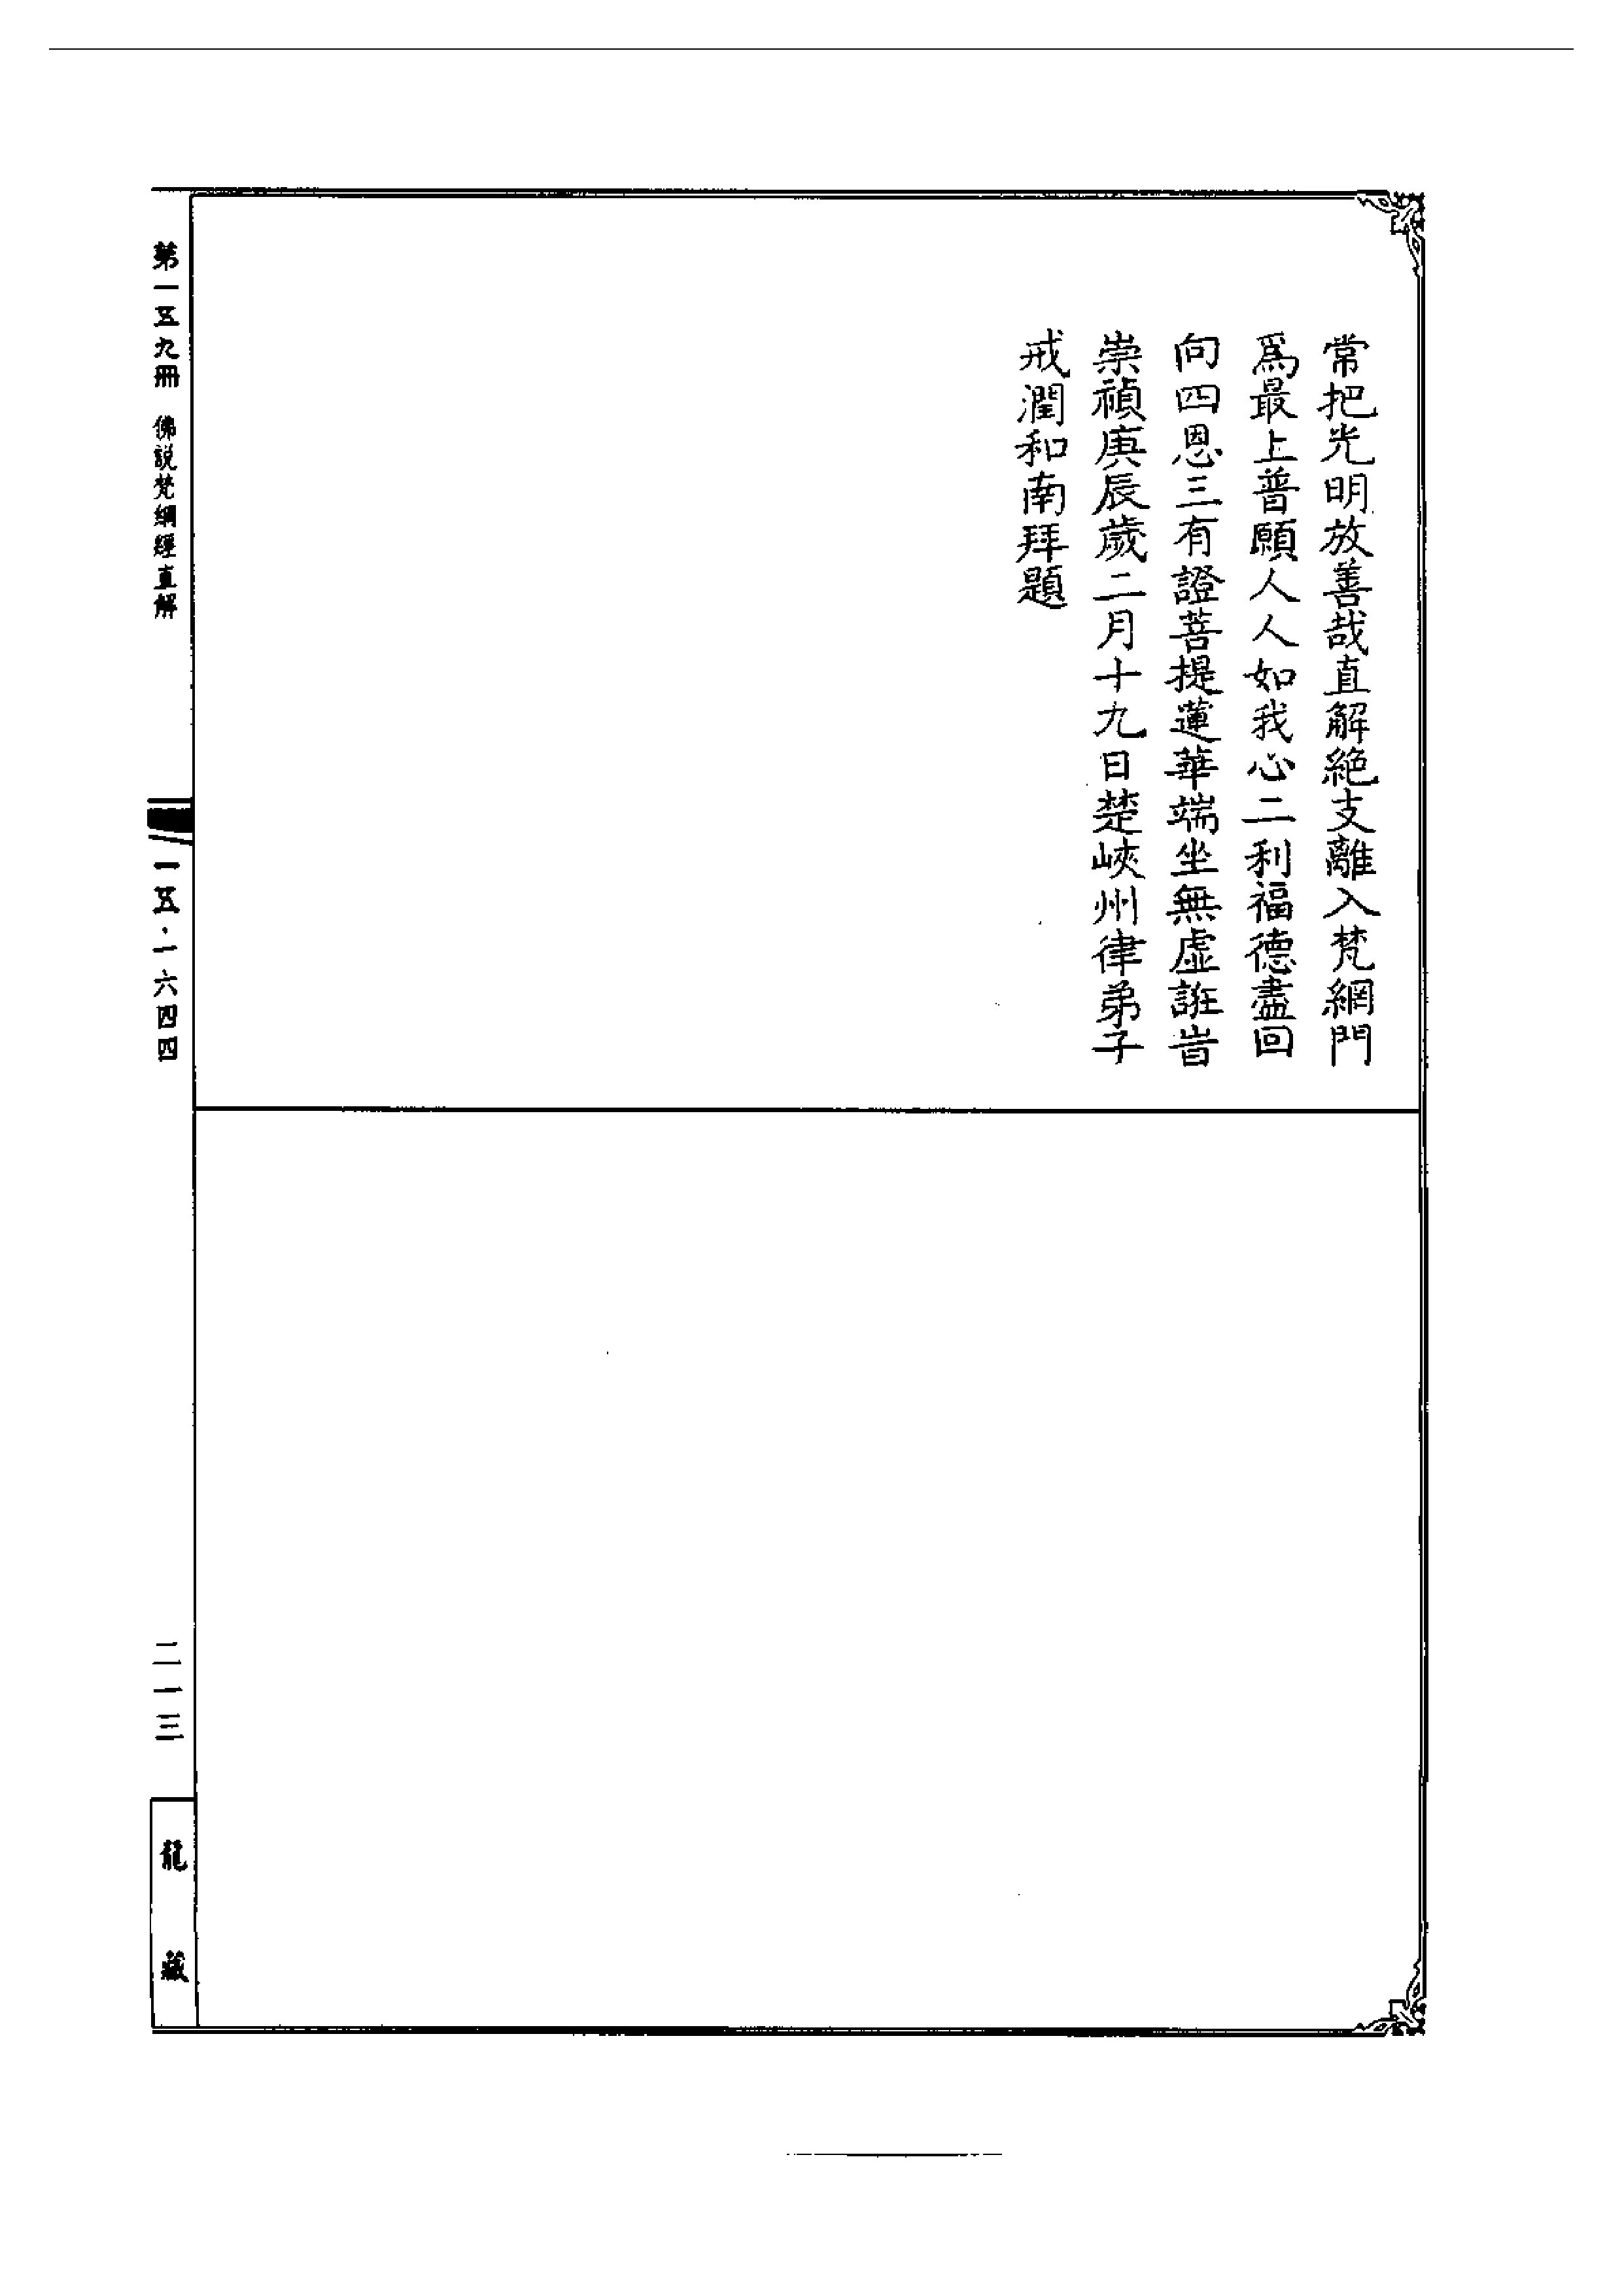 常把光明放善哉直解絶支離入梵網門
爲最上普願人人如我心二利福德盡回
向四恩三有證菩提蓮華端坐無虛誑旹
崇禎庚辰歲二月十九日楚峽州律弟子
戒潤和南拜題
第一五九冊 佛説梵綱經直解
一五·一六四四
二一三
龍藏